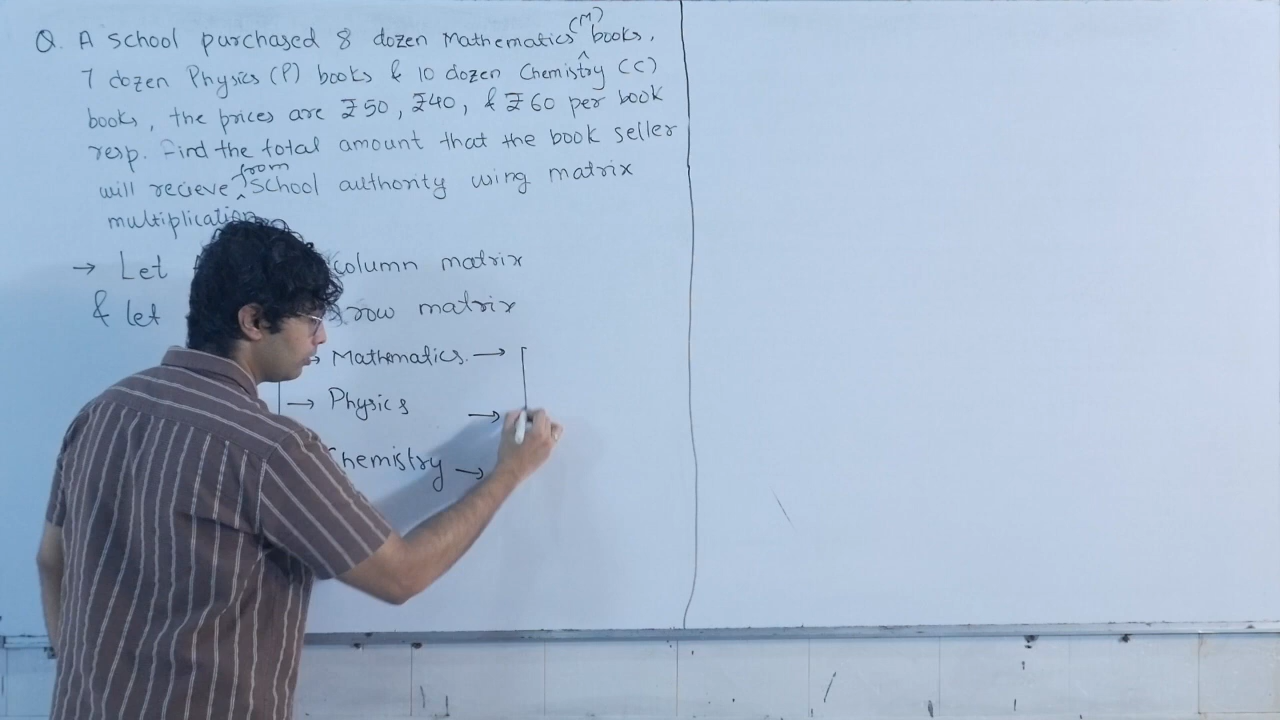 Q. A school purchased 8 dozen Mathematics (M) books,
7 dozen Physics (P) books & 10 dozen Chemistry (C)
books, the prices are ₹50, ₹40, & ₹60 per book
resp. Find the total amount that the book seller
will recieve from school authority using matrix
multiplication
→ Let column matrix
& let row matrix
→ Mathematics. →
→ Physics →
Chemistry →